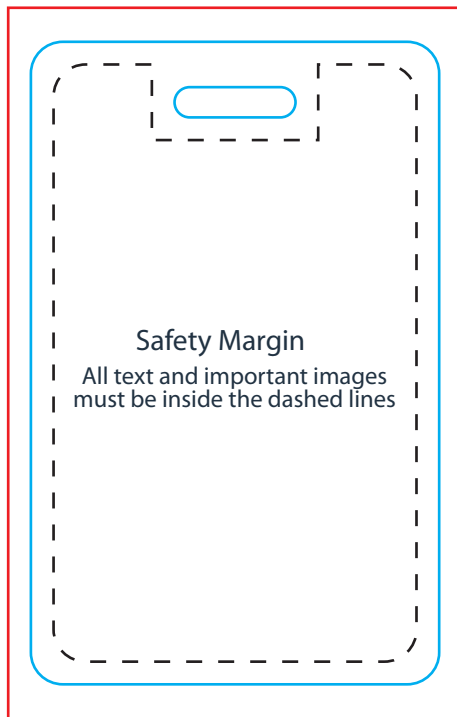 Safety Margin
All text and important images
must be inside the dashed lines